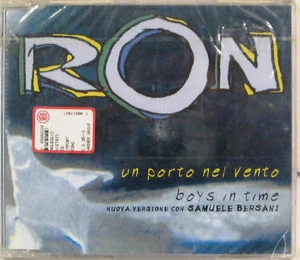 RON
un porto nel vento
boys in time
NUOVA VERSIONE CON SAMUELE BERSANI